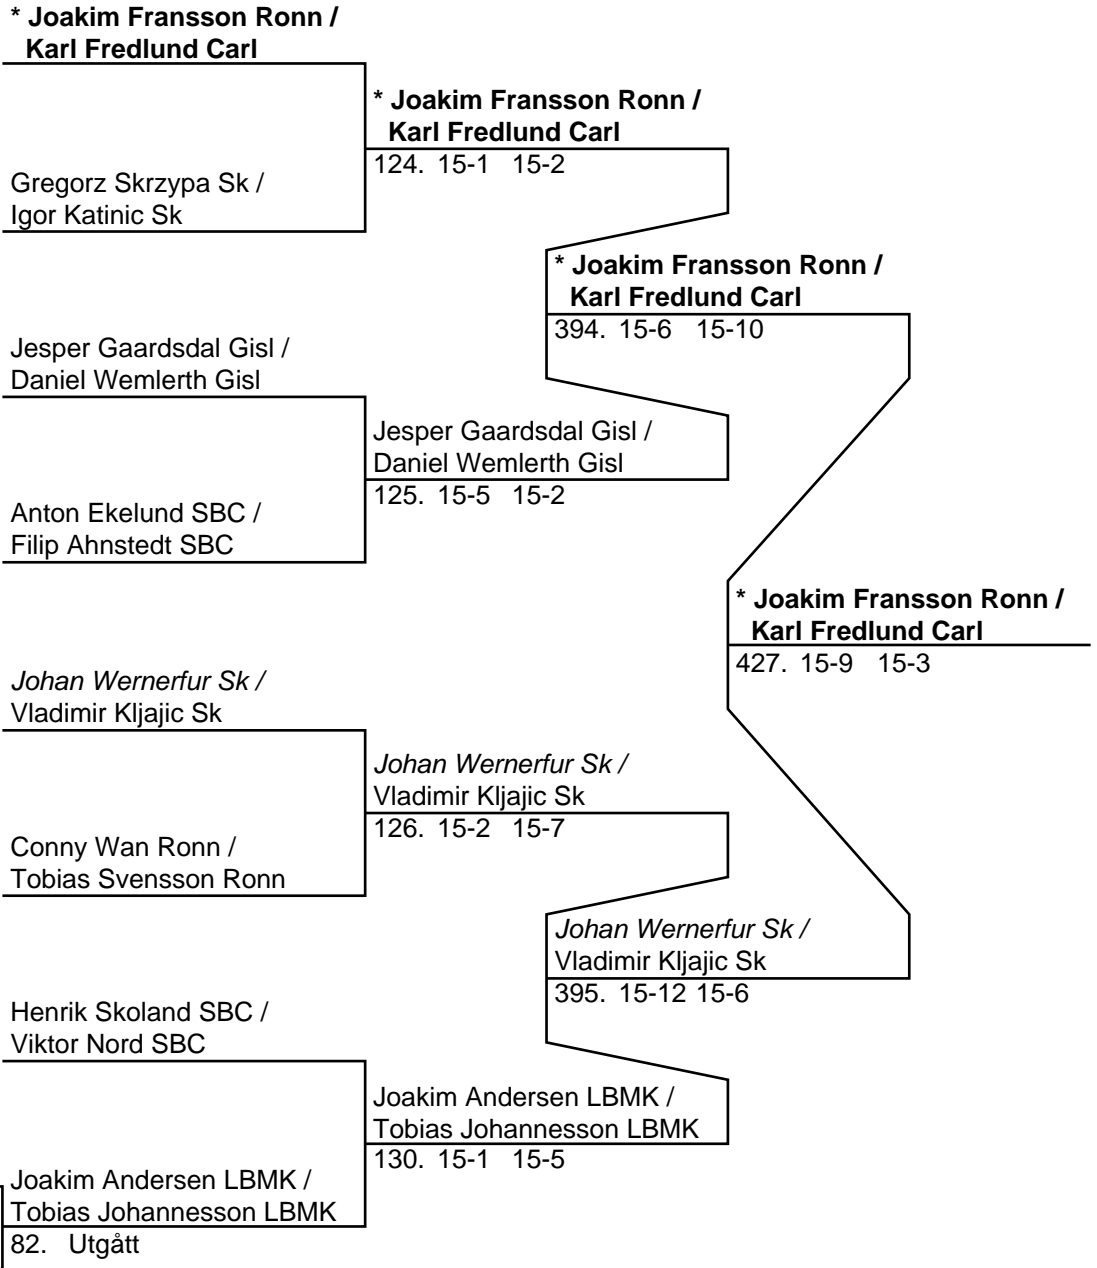 * Joakim Fransson Ronn /
Karl Fredlund Carl
* Joakim Fransson Ronn /
Karl Fredlund Carl
124. 15-1 15-2
Gregorz Skrzypa Sk /
Igor Katinic Sk
* Joakim Fransson Ronn /
Karl Fredlund Carl
394. 15-6 15-10
Jesper Gaardsdal Gisl /
Daniel Wemlerth Gisl
Jesper Gaardsdal Gisl /
Daniel Wemlerth Gisl
125. 15-5 15-2
Anton Ekelund SBC /
Filip Ahnstedt SBC
* Joakim Fransson Ronn /
Karl Fredlund Carl
427. 15-9 15-3
Johan Wernerfur Sk /
Vladimir Kljajic Sk
Johan Wernerfur Sk /
Vladimir Kljajic Sk
126. 15-2 15-7
Conny Wan Ronn /
Tobias Svensson Ronn
Johan Wernerfur Sk /
Vladimir Kljajic Sk
395. 15-12 15-6
Henrik Skoland SBC /
Viktor Nord SBC
Joakim Andersen LBMK /
Tobias Johannesson LBMK
130. 15-1 15-5
Joakim Andersen LBMK /
Tobias Johannesson LBMK
82. Utgått